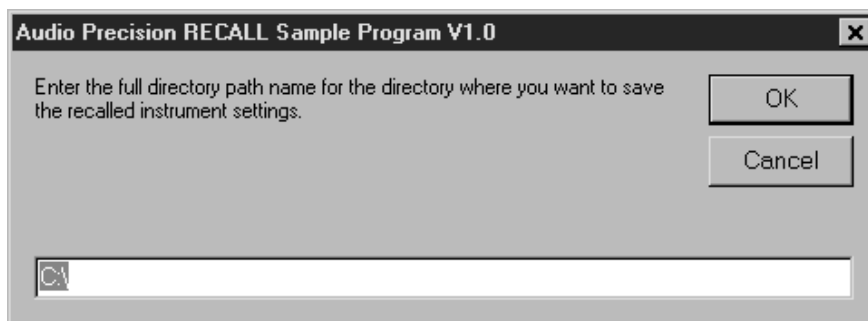 Audio Precision RECALL Sample Program V1.0
Enter the full directory path name for the directory where you want to save
the recalled instrument settings.
OK
Cancel
C:\